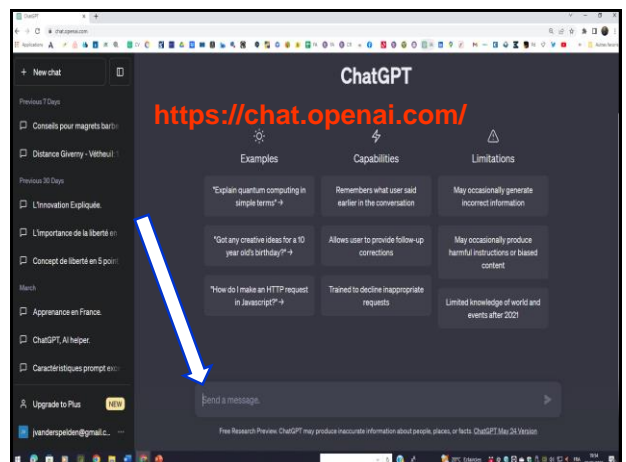 ChatGPT
chat.openai.com
+ New chat
ChatGPT
Previous 7 Days
https://chat.openai.com/
Conseils pour magrets barbe
Distance Giverny - Vétheuil:
Examples
Capabilities
Limitations
Previous 30 Days
L'Innovation Expliquée.
"Explain quantum computing in
simple terms" →
Remembers what user said
earlier in the conversation
May occasionally generate
incorrect information
L'importance de la liberté en
Concept de liberté en 5 point
"Got any creative ideas for a 10
year old's birthday?" →
Allows user to provide follow-up
corrections
May occasionally produce
harmful instructions or biased
content
March
Apprenance en France.
"How do I make an HTTP request
in Javascript?" →
Trained to decline inappropriate
requests
Limited knowledge of world and
events after 2021
ChatGPT, AI helper.
Caractéristiques prompt exce
Upgrade to Plus
NEW
Send a message.
jvanderspelden@gmail.c...
Free Research Preview. ChatGPT may produce inaccurate information about people, places, or facts. ChatGPT May 24 Version